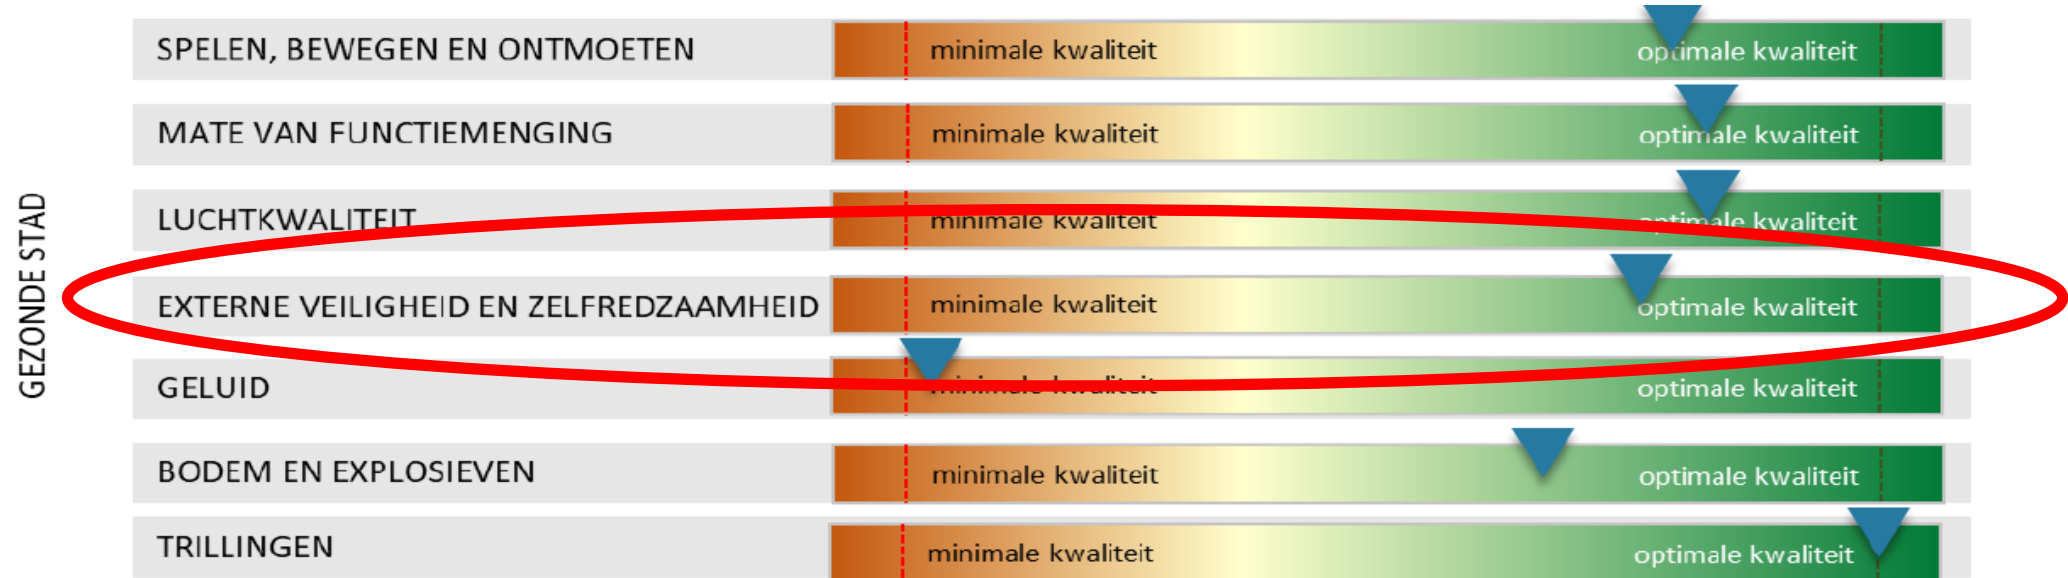 GEZONDE STAD
SPELEN, BEWEGEN EN ONTMOETEN minimale kwaliteit optimale kwaliteit
MATE VAN FUNCTIEMENGING minimale kwaliteit optimale kwaliteit
LUCHTKWALITEIT minimale kwaliteit optimale kwaliteit
EXTERNE VEILIGHEID EN ZELFREDZAAMHEID minimale kwaliteit optimale kwaliteit
GELUID minimale kwaliteit optimale kwaliteit
BODEM EN EXPLOSIEVEN minimale kwaliteit optimale kwaliteit
TRILLINGEN minimale kwaliteit optimale kwaliteit